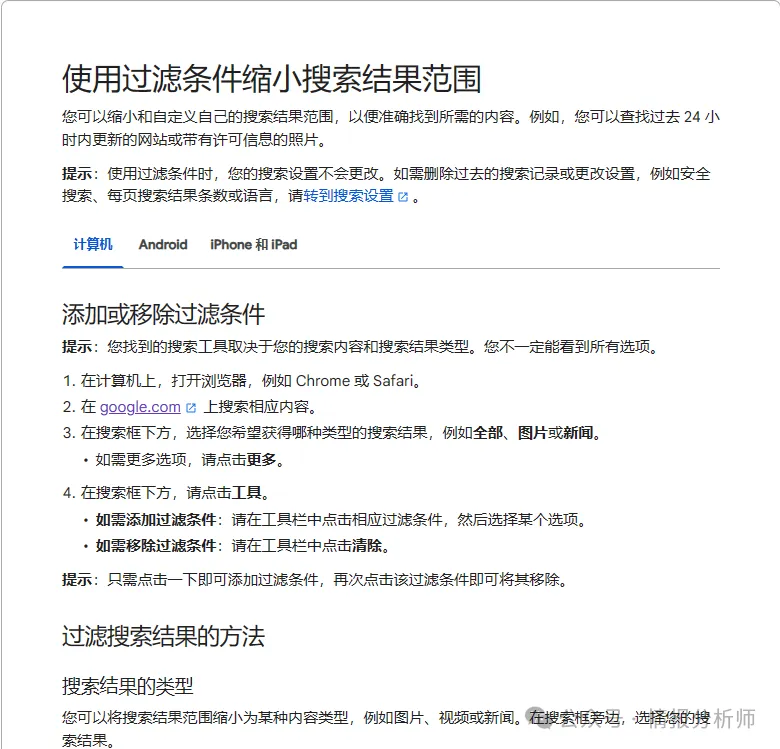 使用过滤条件缩小搜索结果范围
您可以缩小和自定义自己的搜索结果范围，以便准确找到所需的内容。例如，您可以查找过去 24 小
时内更新的网站或带有许可信息的照片。
提示：使用过滤条件时，您的搜索设置不会更改。如需删除过去的搜索记录或更改设置，例如安全
搜索、每页搜索结果条数或语言，请转到搜索设置 。
计算机 Android iPhone 和 iPad
添加或移除过滤条件
提示：您找到的搜索工具取决于您的搜索内容和搜索结果类型。您不一定能看到所有选项。
1. 在计算机上，打开浏览器，例如 Chrome 或 Safari。
2. 在 google.com 上搜索相应内容。
3. 在搜索框下方，选择您希望获得哪种类型的搜索结果，例如全部、图片或新闻。
• 如需更多选项，请点击更多。
4. 在搜索框下方，请点击工具。
• 如需添加过滤条件：请在工具栏中点击相应过滤条件，然后选择某个选项。
• 如需移除过滤条件：请在工具栏中点击清除。
提示：只需点击一下即可添加过滤条件，再次点击该过滤条件即可将其移除。
过滤搜索结果的方法
搜索结果的类型
您可以将搜索结果范围缩小为某种内容类型，例如图片、视频或新闻。在搜索框旁边，选择您的搜
索结果。
公众号 · 情报分析师